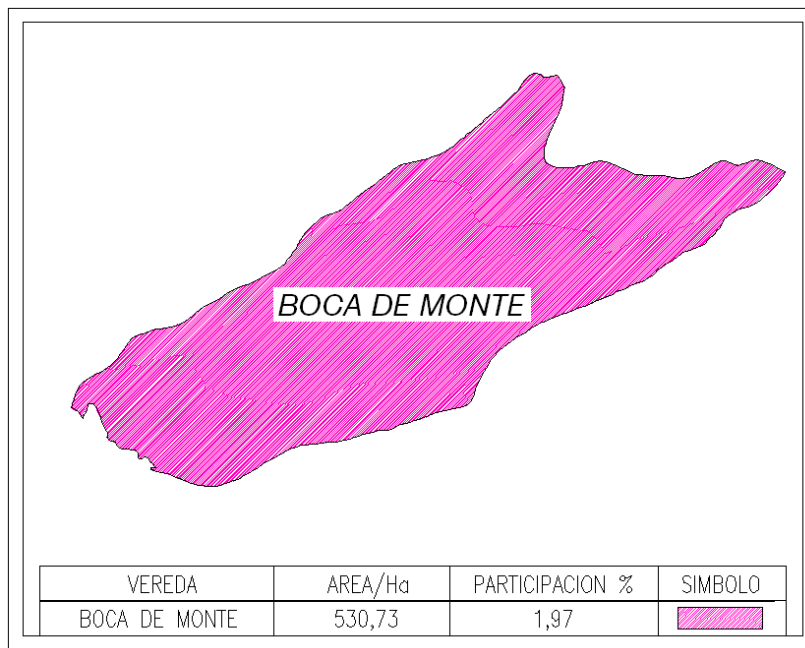 BOCA DE MONTE
VEREDA AREA/Ha PARTICIPACION % SIMBOLO
BOCA DE MONTE 530,73 1,97